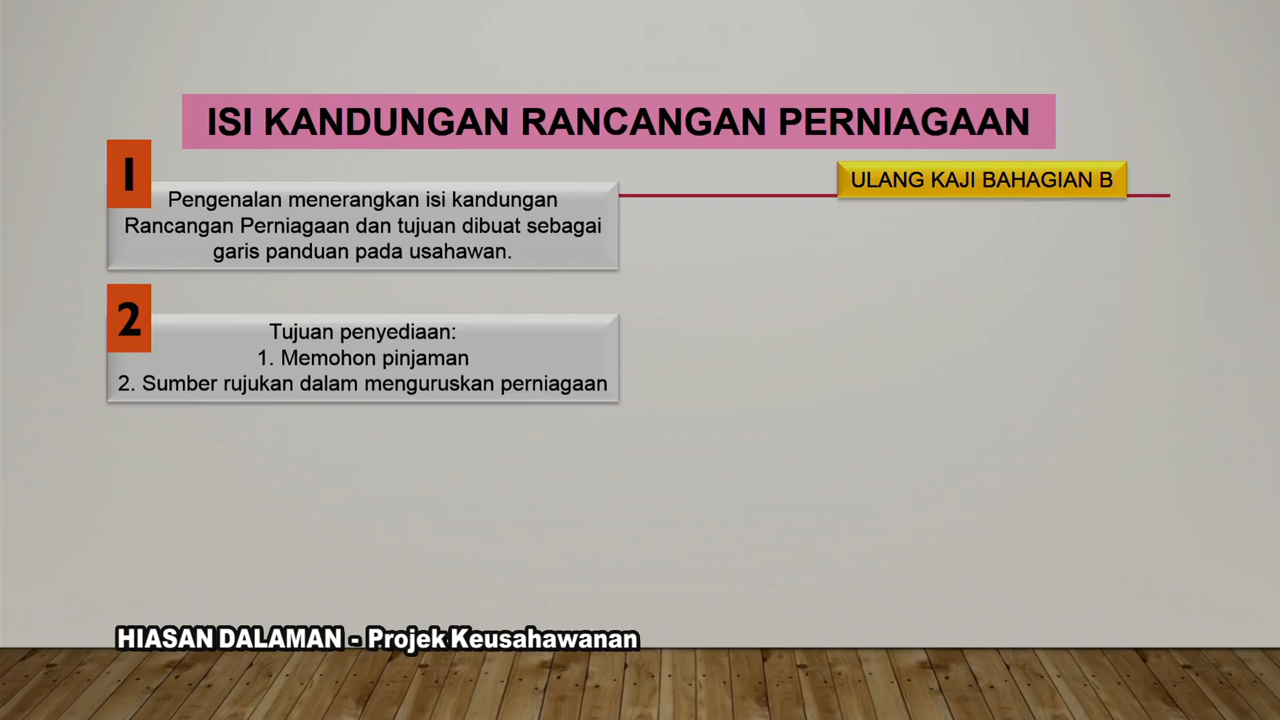 ISI KANDUNGAN RANCANGAN PERNIAGAAN
ULANG KAJI BAHAGIAN B
1
Pengenalan menerangkan isi kandungan
Rancangan Perniagaan dan tujuan dibuat sebagai
garis panduan pada usahawan.
2
Tujuan penyediaan:
1. Memohon pinjaman
2. Sumber rujukan dalam menguruskan perniagaan
HIASAN DALAMAN - Projek Keusahawanan